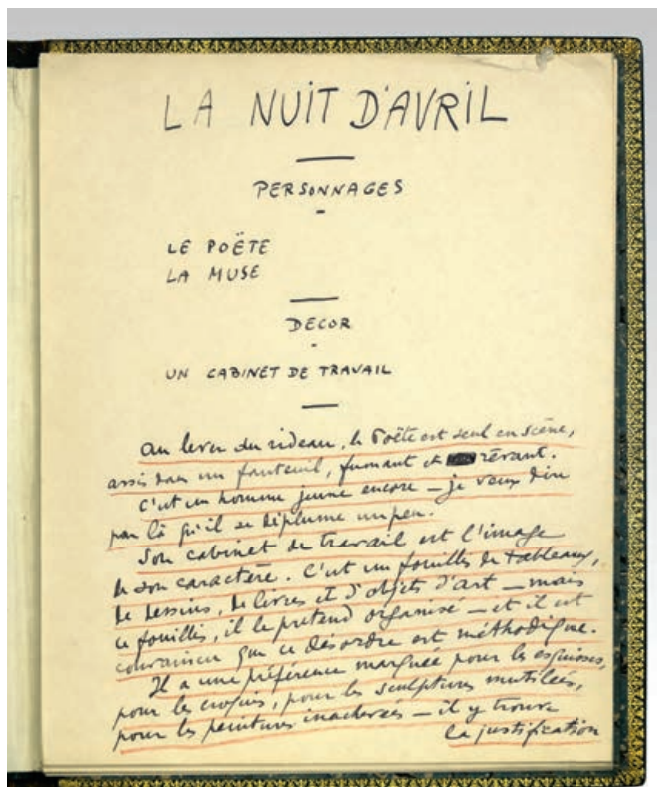 LA NUIT D'AVRIL
PERSONNAGES
LE POËTE
LA MUSE
DECOR
UN CABINET DE TRAVAIL
Au lever du rideau, le Poëte est seul en scène,
assis dans un fauteuil, fumant et rêvant.
C'est un homme jeune encore — je veux dire
par là qu'il se déplume un peu.
Son cabinet de travail est l'image
de son caractère. C'est un fouillis de tableaux,
de dessins, de livres et d'objets d'art — mais
ce fouillis, il le prétend organisé — et il est
convaincu que ce désordre est méthodique.
Il a une préférence marquée pour les esquisses,
pour les croquis, pour les sculptures mutilées,
pour les peintures inachevées — il y trouve
la justification